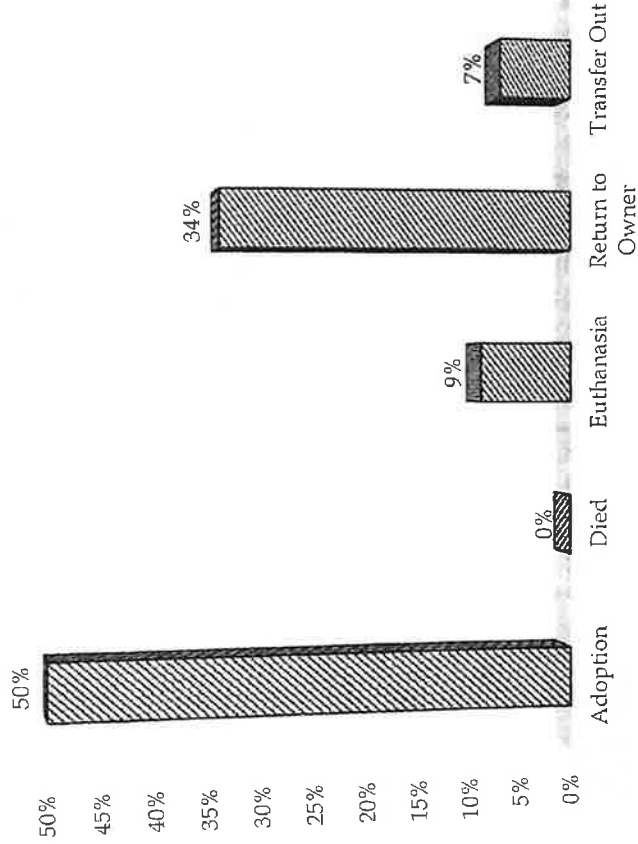 50%
45%
40%
35%
30%
25%
20%
15%
10%
5%
0%
50%
0%
9%
34%
7%
Adoption
Died
Euthanasia
Return to
Owner
Transfer Out